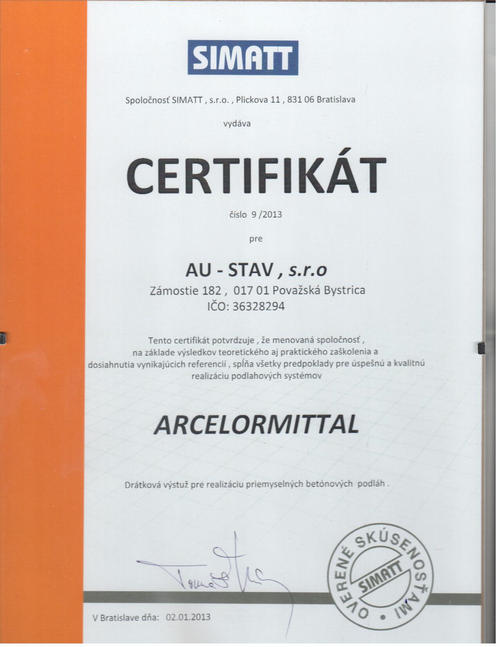 SIMATT
Spoločnosť SIMATT , s.r.o. , Plickova 11 , 831 06 Bratislava
vydáva
CERTIFIKÁT
číslo 9 /2013
pre
AU - STAV , s.r.o
Zámostie 182 , 017 01 Považská Bystrica
IČO: 36328294
Tento certifikát potvrdzuje , že menovaná spoločnosť ,
na základe výsledkov teoretického aj praktického zaškolenia a
dosiahnutia vynikajúcich referencií , spĺňa všetky predpoklady pre úspešnú a kvalitnú
realizáciu podlahových systémov
ARCELORMITTAL
Drátková výstuž pre realizáciu priemyselných betónových podláh .
OVERENÉ SKÚSENOSŤAMI
SIMATT
V Bratislave dňa: 02.01.2013